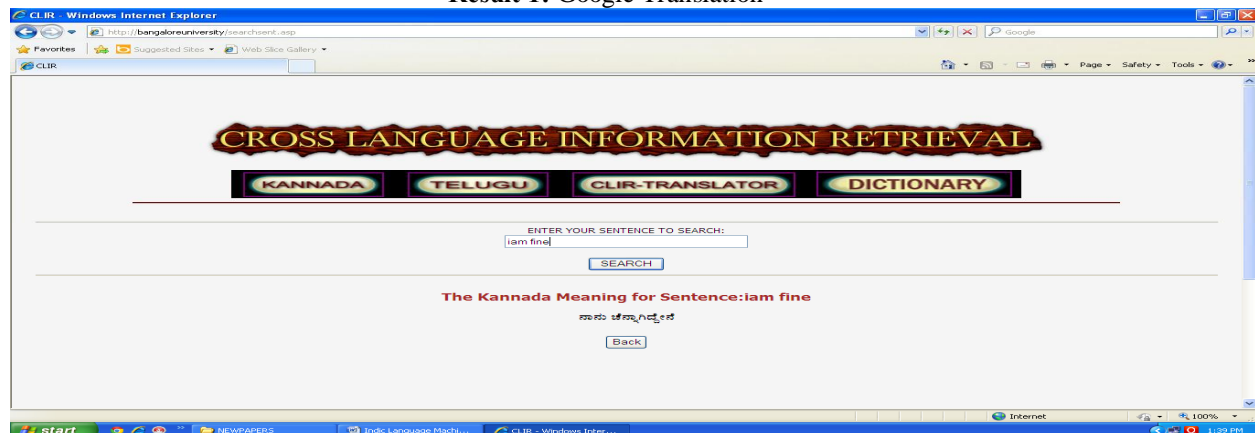 Result 1: Google Translation
CLIR - Windows Internet Explorer
http://bangaloreuniversity/searchsent.asp
Google
Favorites Suggested Sites Web Slice Gallery
CLIR
Page Safety Tools
CROSS LANGUAGE INFORMATION RETRIEVAL
KANNADA TELUGU CLIR-TRANSLATOR DICTIONARY
ENTER YOUR SENTENCE TO SEARCH:
iam fine
SEARCH
The Kannada Meaning for Sentence:iam fine
ನಾನು ಚೆನ್ನಾಗಿದ್ದೇನೆ
Back
Internet 100%
start NEWPAPERS Indic Language Machi... CLIR - Windows Inter... 1:39 PM